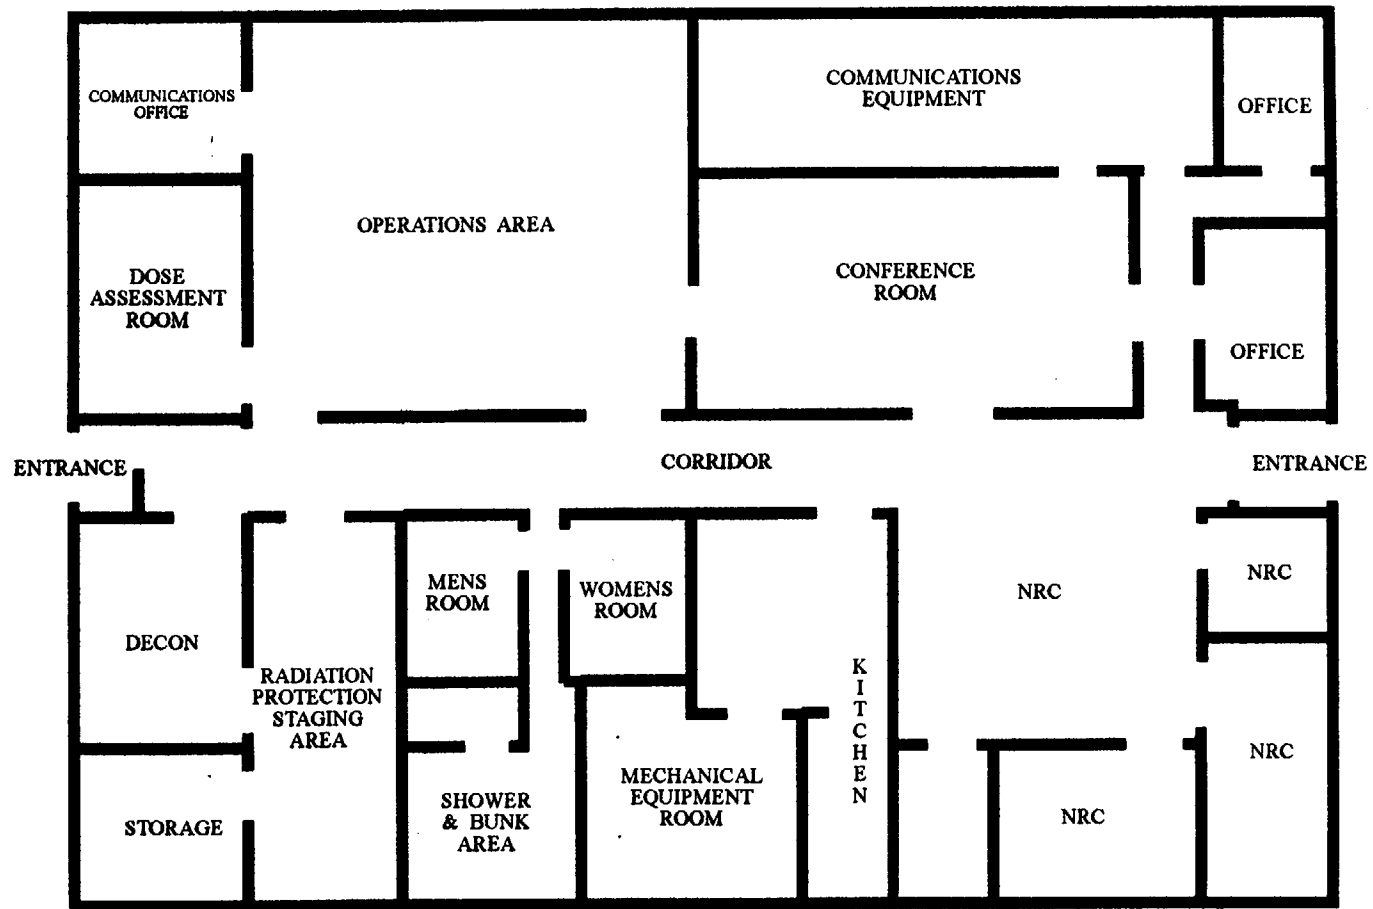 COMMUNICATIONS
OFFICE
COMMUNICATIONS
EQUIPMENT
OFFICE
OPERATIONS AREA
DOSE
ASSESSMENT
ROOM
CONFERENCE
ROOM
OFFICE
ENTRANCE
CORRIDOR
ENTRANCE
DECON
RADIATION
PROTECTION
STAGING
AREA
MENS
ROOM
WOMENS
ROOM
KITCHEN
NRC
NRC
STORAGE
SHOWER
& BUNK
AREA
MECHANICAL
EQUIPMENT
ROOM
NRC
NRC